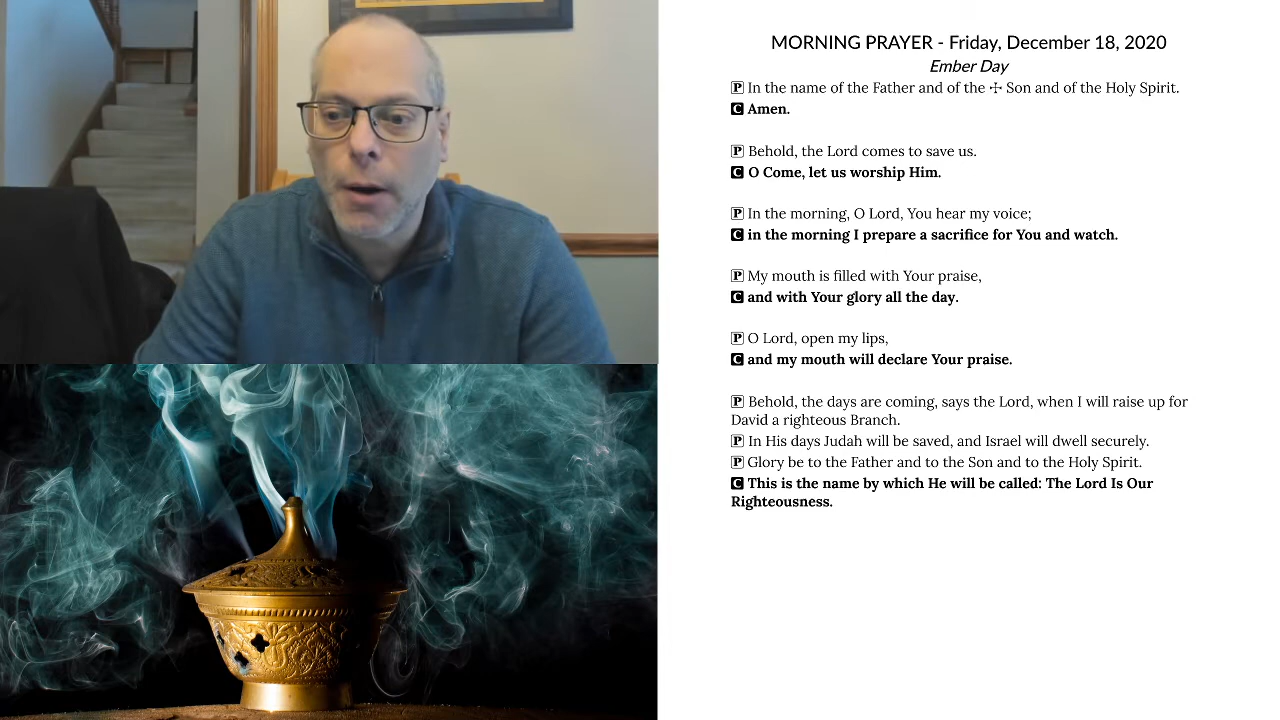 MORNING PRAYER - Friday, December 18, 2020
Ember Day
P In the name of the Father and of the ☩ Son and of the Holy Spirit.
C Amen.
P Behold, the Lord comes to save us.
C O Come, let us worship Him.
P In the morning, O Lord, You hear my voice;
C in the morning I prepare a sacrifice for You and watch.
P My mouth is filled with Your praise,
C and with Your glory all the day.
P O Lord, open my lips,
C and my mouth will declare Your praise.
P Behold, the days are coming, says the Lord, when I will raise up for
David a righteous Branch.
P In His days Judah will be saved, and Israel will dwell securely.
P Glory be to the Father and to the Son and to the Holy Spirit.
C This is the name by which He will be called: The Lord Is Our
Righteousness.